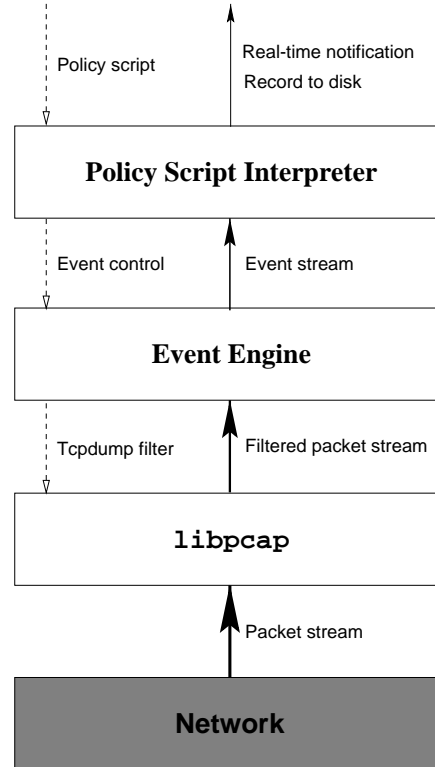 Policy script
Real-time notification
Record to disk
Policy Script Interpreter
Event control
Event stream
Event Engine
Tcpdump filter
Filtered packet stream
libpcap
Packet stream
Network